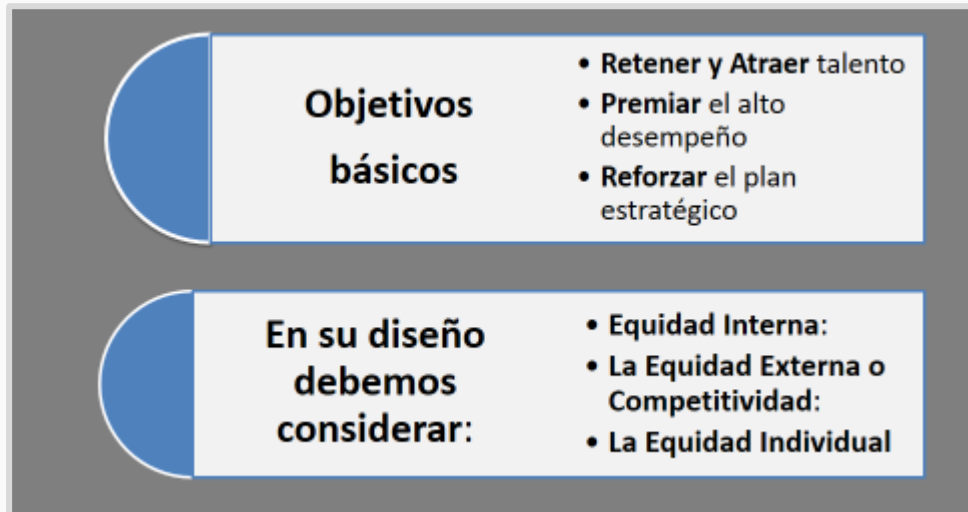 Objetivos
básicos
• Retener y Atraer talento
• Premiar el alto
desempeño
• Reforzar el plan
estratégico
En su diseño
debemos
considerar:
• Equidad Interna:
• La Equidad Externa o
Competitividad:
• La Equidad Individual